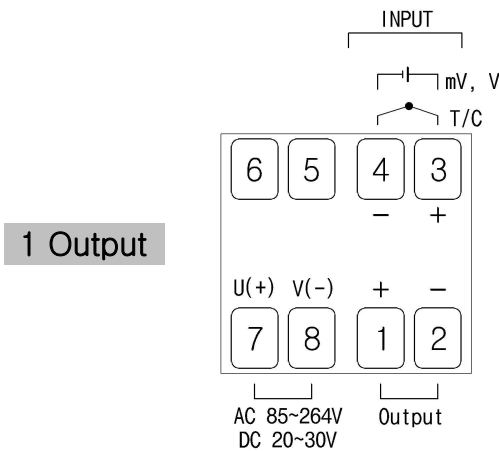 INPUT
mV, V
T/C
6 5 4 3
− +
1 Output
U(+) V(−) + −
7 8 1 2
AC 85~264V Output
DC 20~30V